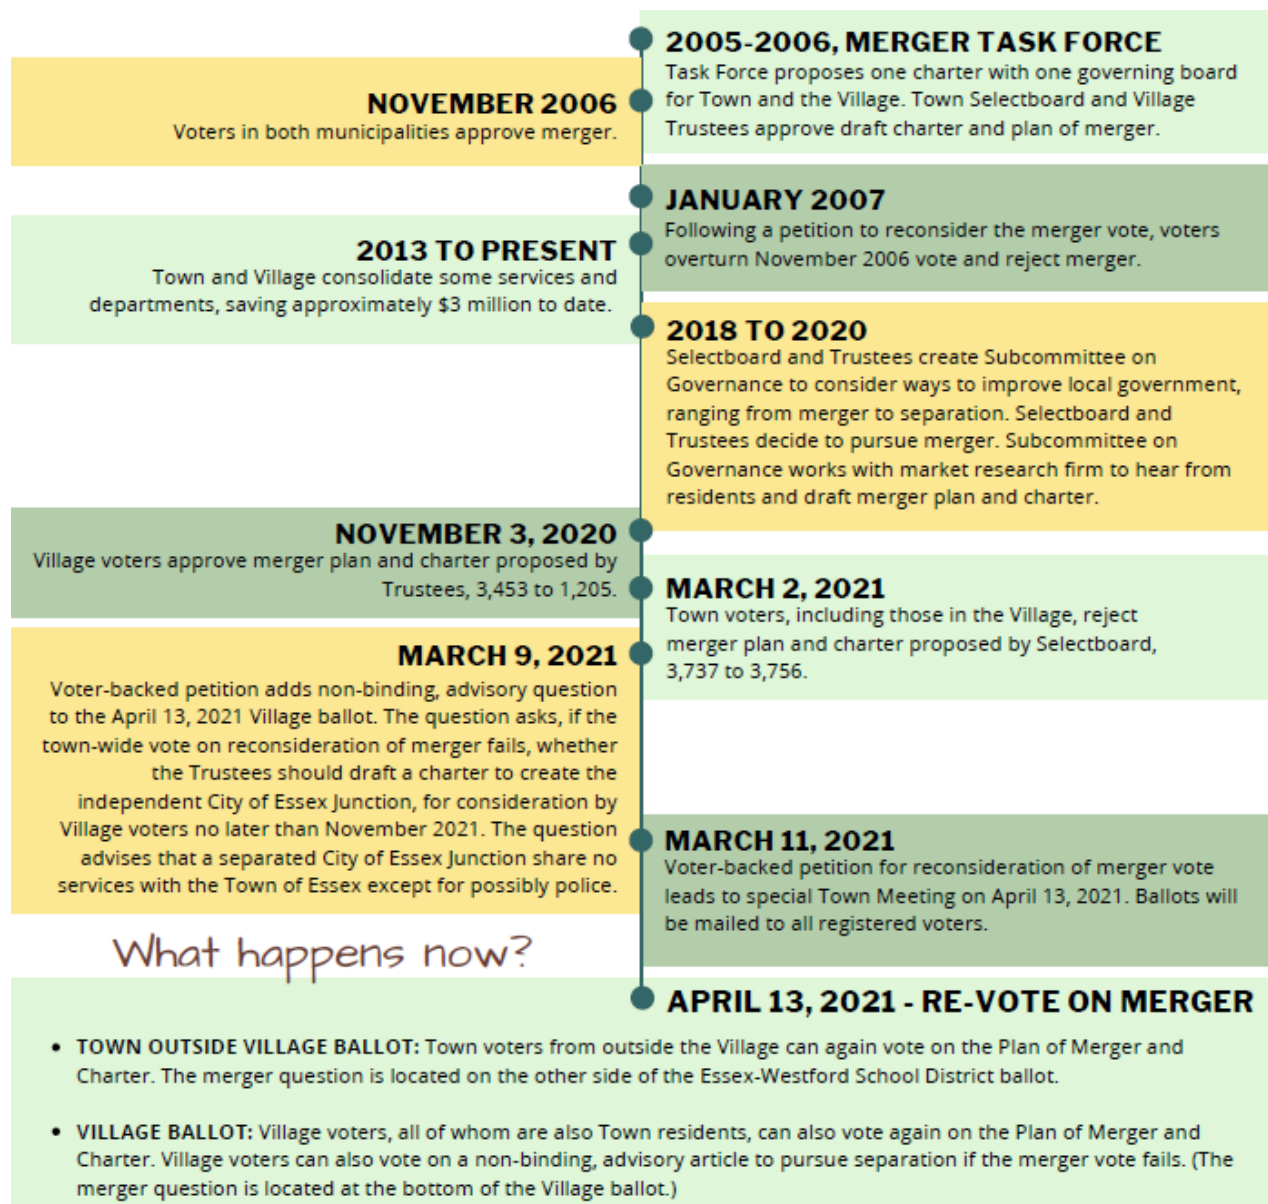 2005-2006, MERGER TASK FORCE
Task Force proposes one charter with one governing board
for Town and the Village. Town Selectboard and Village
Trustees approve draft charter and plan of merger.
NOVEMBER 2006
Voters in both municipalities approve merger.
JANUARY 2007
Following a petition to reconsider the merger vote, voters
overturn November 2006 vote and reject merger.
2013 TO PRESENT
Town and Village consolidate some services and
departments, saving approximately $3 million to date.
2018 TO 2020
Selectboard and Trustees create Subcommittee on
Governance to consider ways to improve local government,
ranging from merger to separation. Selectboard and
Trustees decide to pursue merger. Subcommittee on
Governance works with market research firm to hear from
residents and draft merger plan and charter.
NOVEMBER 3, 2020
Village voters approve merger plan and charter proposed by
Trustees, 3,453 to 1,205.
MARCH 2, 2021
Town voters, including those in the Village, reject
merger plan and charter proposed by Selectboard,
3,737 to 3,756.
MARCH 9, 2021
Voter-backed petition adds non-binding, advisory question
to the April 13, 2021 Village ballot. The question asks, if the
town-wide vote on reconsideration of merger fails, whether
the Trustees should draft a charter to create the
independent City of Essex Junction, for consideration by
Village voters no later than November 2021. The question
advises that a separated City of Essex Junction share no
services with the Town of Essex except for possibly police.
MARCH 11, 2021
Voter-backed petition for reconsideration of merger vote
leads to special Town Meeting on April 13, 2021. Ballots will
be mailed to all registered voters.
What happens now?
APRIL 13, 2021 - RE-VOTE ON MERGER
• TOWN OUTSIDE VILLAGE BALLOT: Town voters from outside the Village can again vote on the Plan of Merger and
Charter. The merger question is located on the other side of the Essex-Westford School District ballot.
• VILLAGE BALLOT: Village voters, all of whom are also Town residents, can also vote again on the Plan of Merger and
Charter. Village voters can also vote on a non-binding, advisory article to pursue separation if the merger vote fails. (The
merger question is located at the bottom of the Village ballot.)